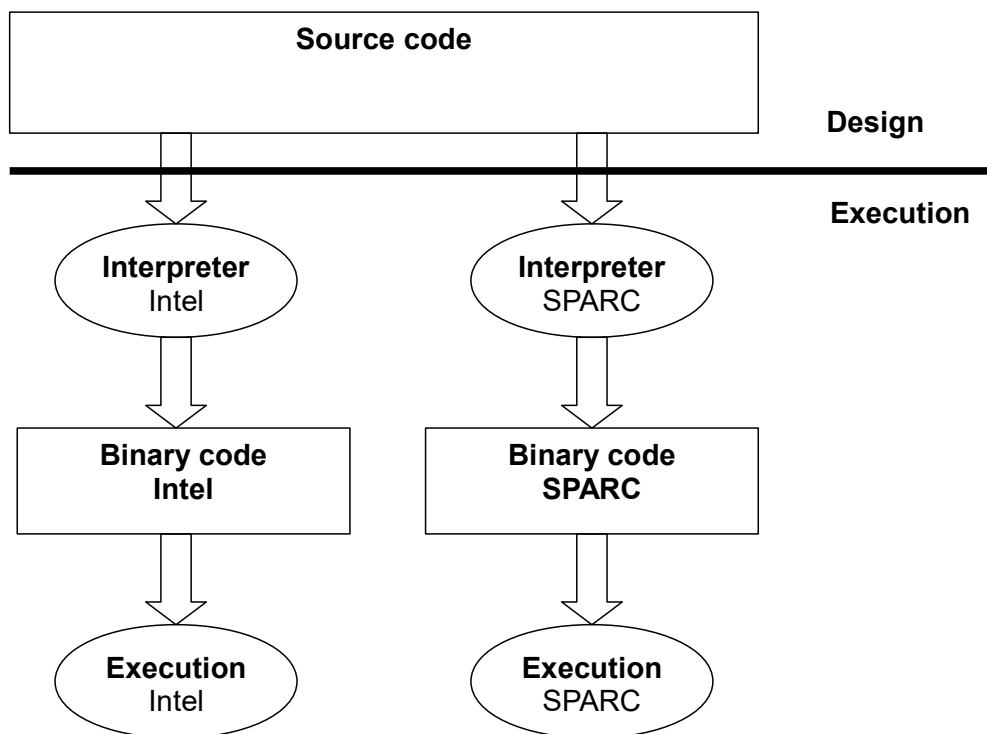 Source code
Design
Execution
Interpreter
Intel
Interpreter
SPARC
Binary code
Intel
Binary code
SPARC
Execution
Intel
Execution
SPARC